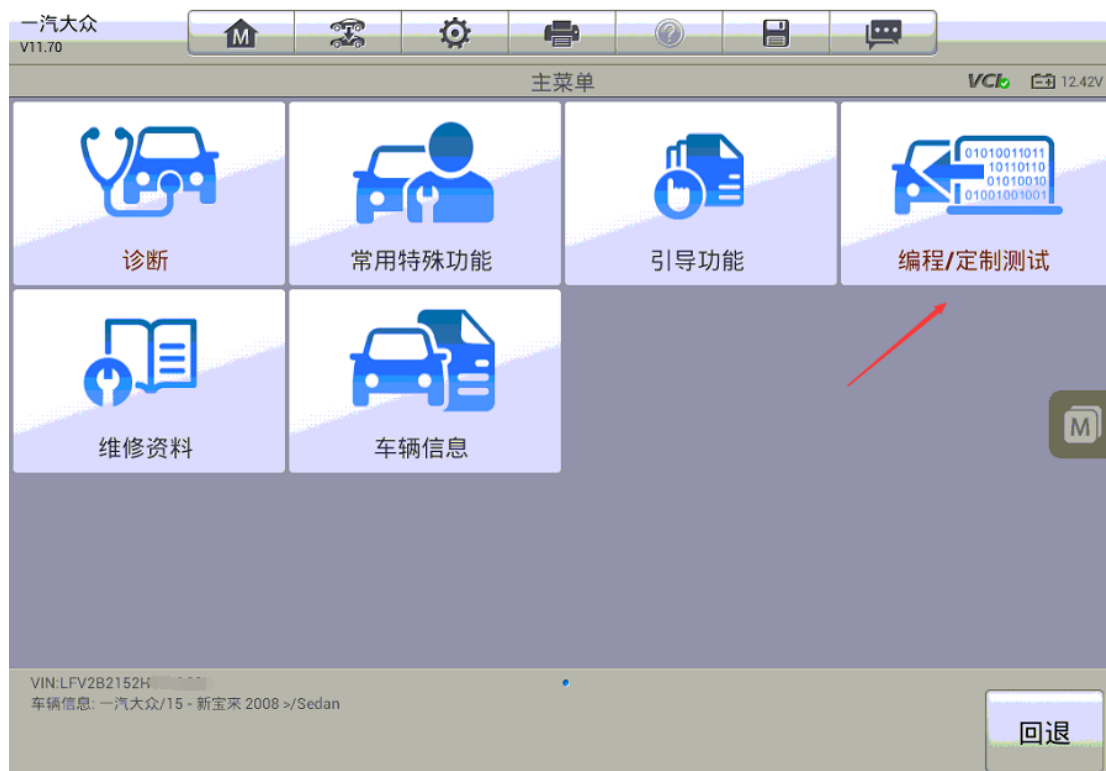 一汽大众
V11.70
M
主菜单
VCI
12.42V
诊断
常用特殊功能
引导功能
01010011011
10110110
01010010
01001001001
编程/定制测试
维修资料
车辆信息
M
VIN:LFV2B2152H
车辆信息: 一汽大众/15 - 新宝来 2008 >/Sedan
回退